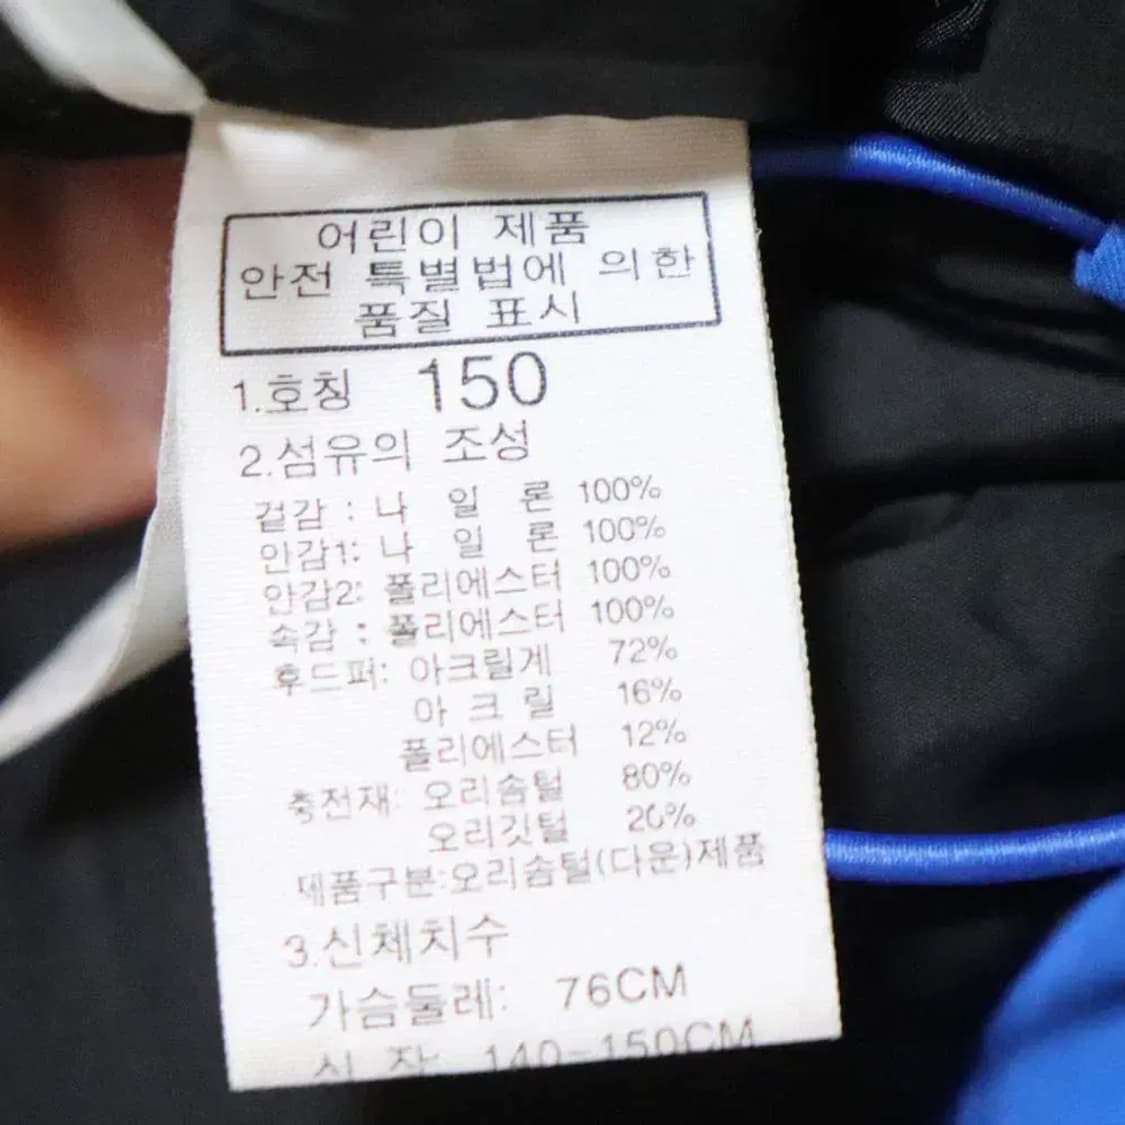 어린이 제품
안전 특별법에 의한
품질 표시
1.호칭 150
2.섬유의 조성
겉감 : 나 일 론 100%
안감1: 나 일 론 100%
안감2: 폴리에스터 100%
속감 : 폴리에스터 100%
후드퍼: 아크릴계 72%
아 크 릴 16%
폴리에스터 12%
충전재: 오리솜털 80%
오리깃털 20%
제품구분:오리솜털(다운)제품
3.신체치수
가슴둘레: 76CM
신 장: 140-150CM